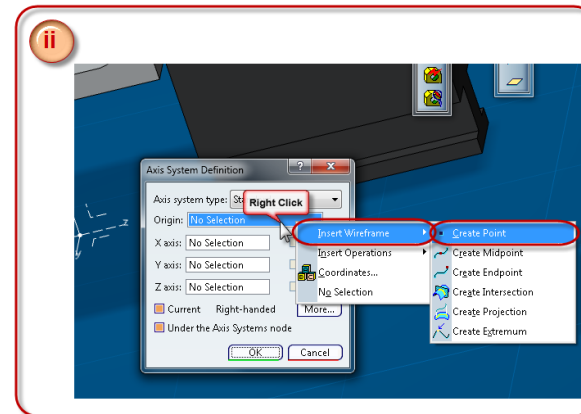 ii
Axis System Definition
Axis system type: Sta
Right Click
Origin: No Selection
X axis: No Selection
Y axis: No Selection
Z axis: No Selection
Current Right-handed More...
Under the Axis Systems node
OK Cancel
Insert Wireframe
Insert Operations
Coordinates...
No Selection
Create Point
Create Midpoint
Create Endpoint
Create Intersection
Create Projection
Create Extremum
z